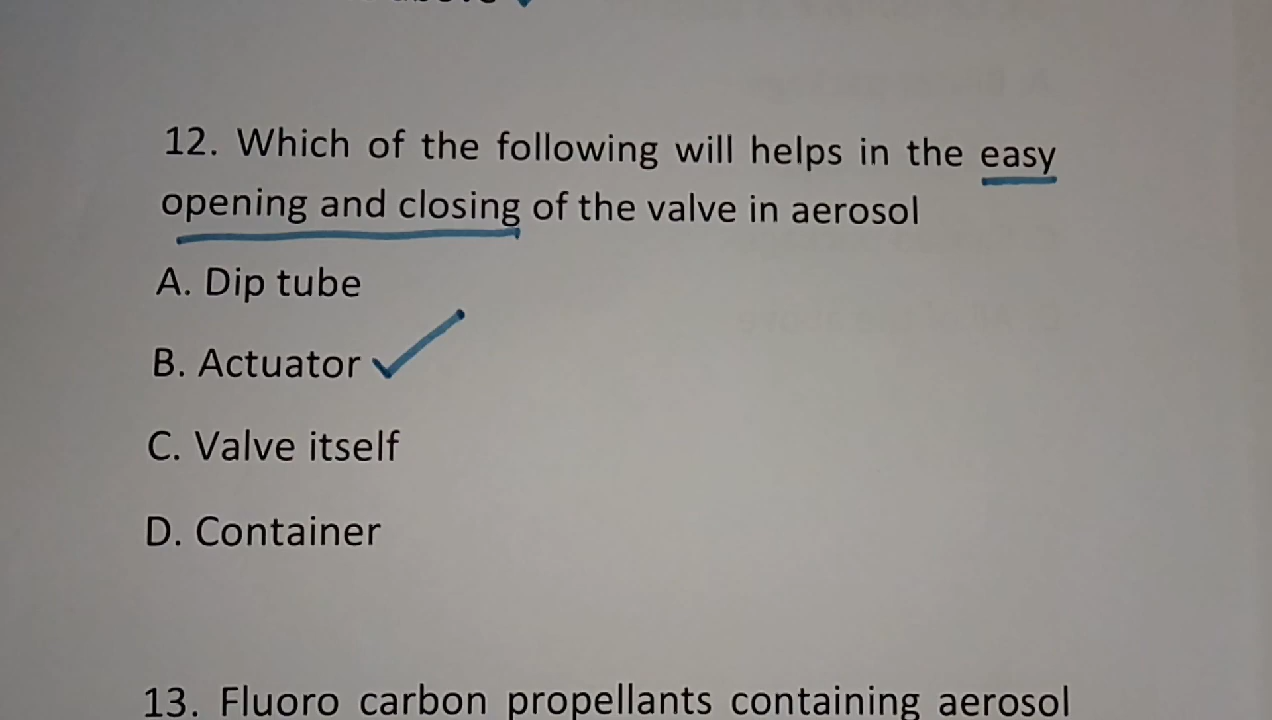 12. Which of the following will helps in the easy
opening and closing of the valve in aerosol
A. Dip tube
B. Actuator
C. Valve itself
D. Container
13. Fluoro carbon propellants containing aerosol